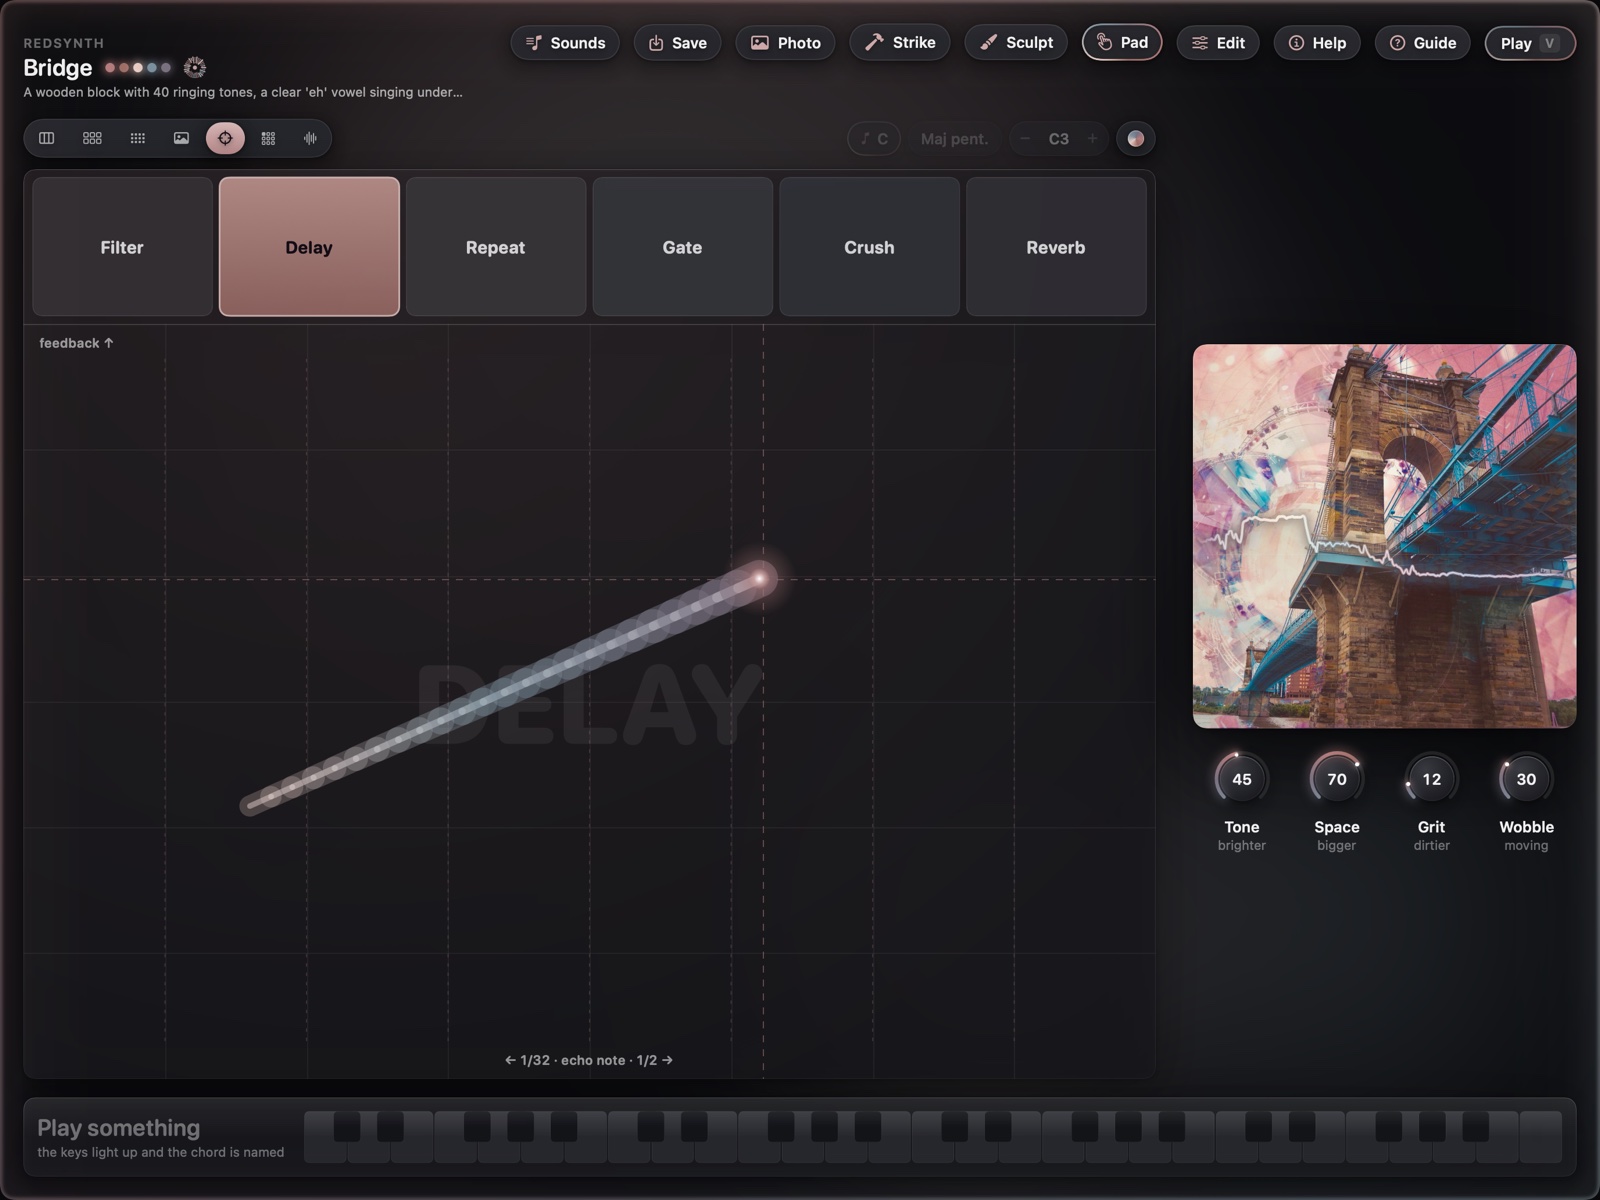 REDSYNTH
Bridge
A wooden block with 40 ringing tones, a clear 'eh' vowel singing under...
Sounds
Save
Photo
Strike
Sculpt
Pad
Edit
Help
Guide
Play V
C
Maj pent.
− C3 +
Filter
Delay
Repeat
Gate
Crush
Reverb
feedback ↑
DELAY
← 1/32 · echo note · 1/2 →
45
70
12
30
Tone
Space
Grit
Wobble
brighter
bigger
dirtier
moving
Play something
the keys light up and the chord is named